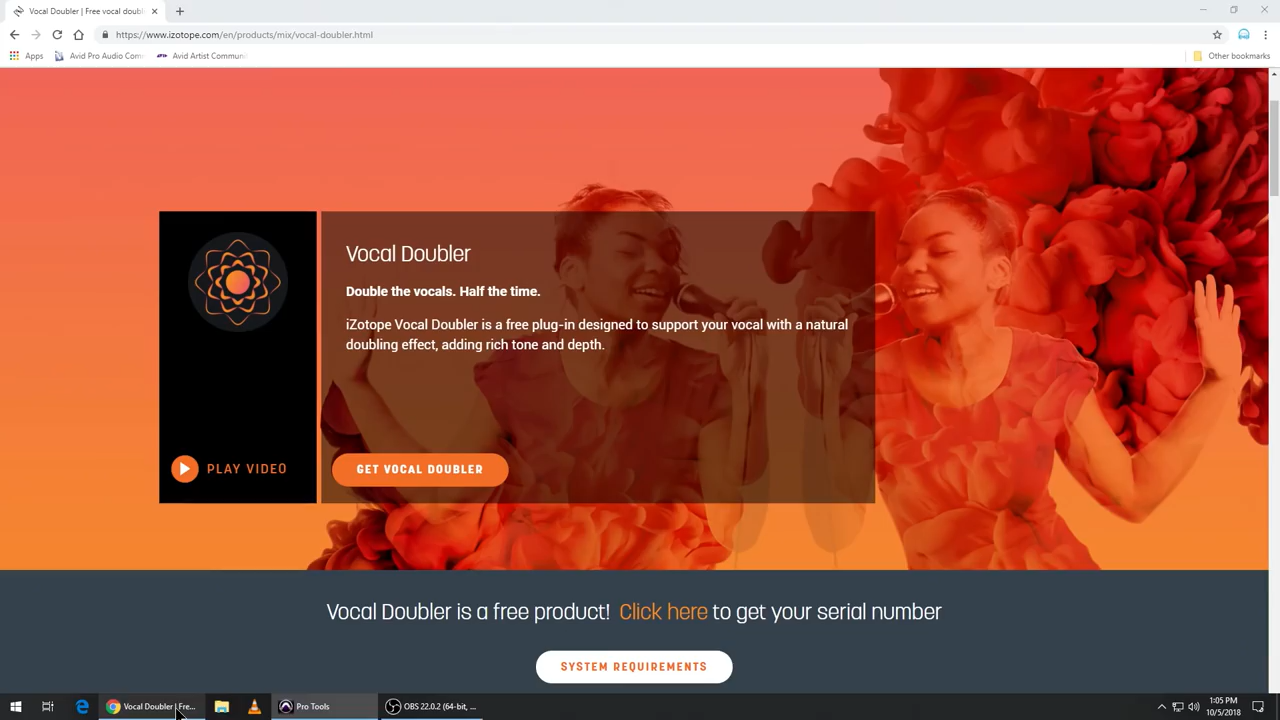 Vocal Doubler | Free vocal doubl
https://www.izotope.com/en/products/mix/vocal-doubler.html
Apps
Avid Pro Audio Com
Avid Artist Commun
Other bookmarks
Vocal Doubler
Double the vocals. Half the time.
iZotope Vocal Doubler is a free plug-in designed to support your vocal with a natural
doubling effect, adding rich tone and depth.
PLAY VIDEO
GET VOCAL DOUBLER
Vocal Doubler is a free product! Click here to get your serial number
SYSTEM REQUIREMENTS
Vocal Doubler | Fre...
Pro Tools
OBS 22.0.2 (64-bit, ...
1:05 PM
10/5/2018